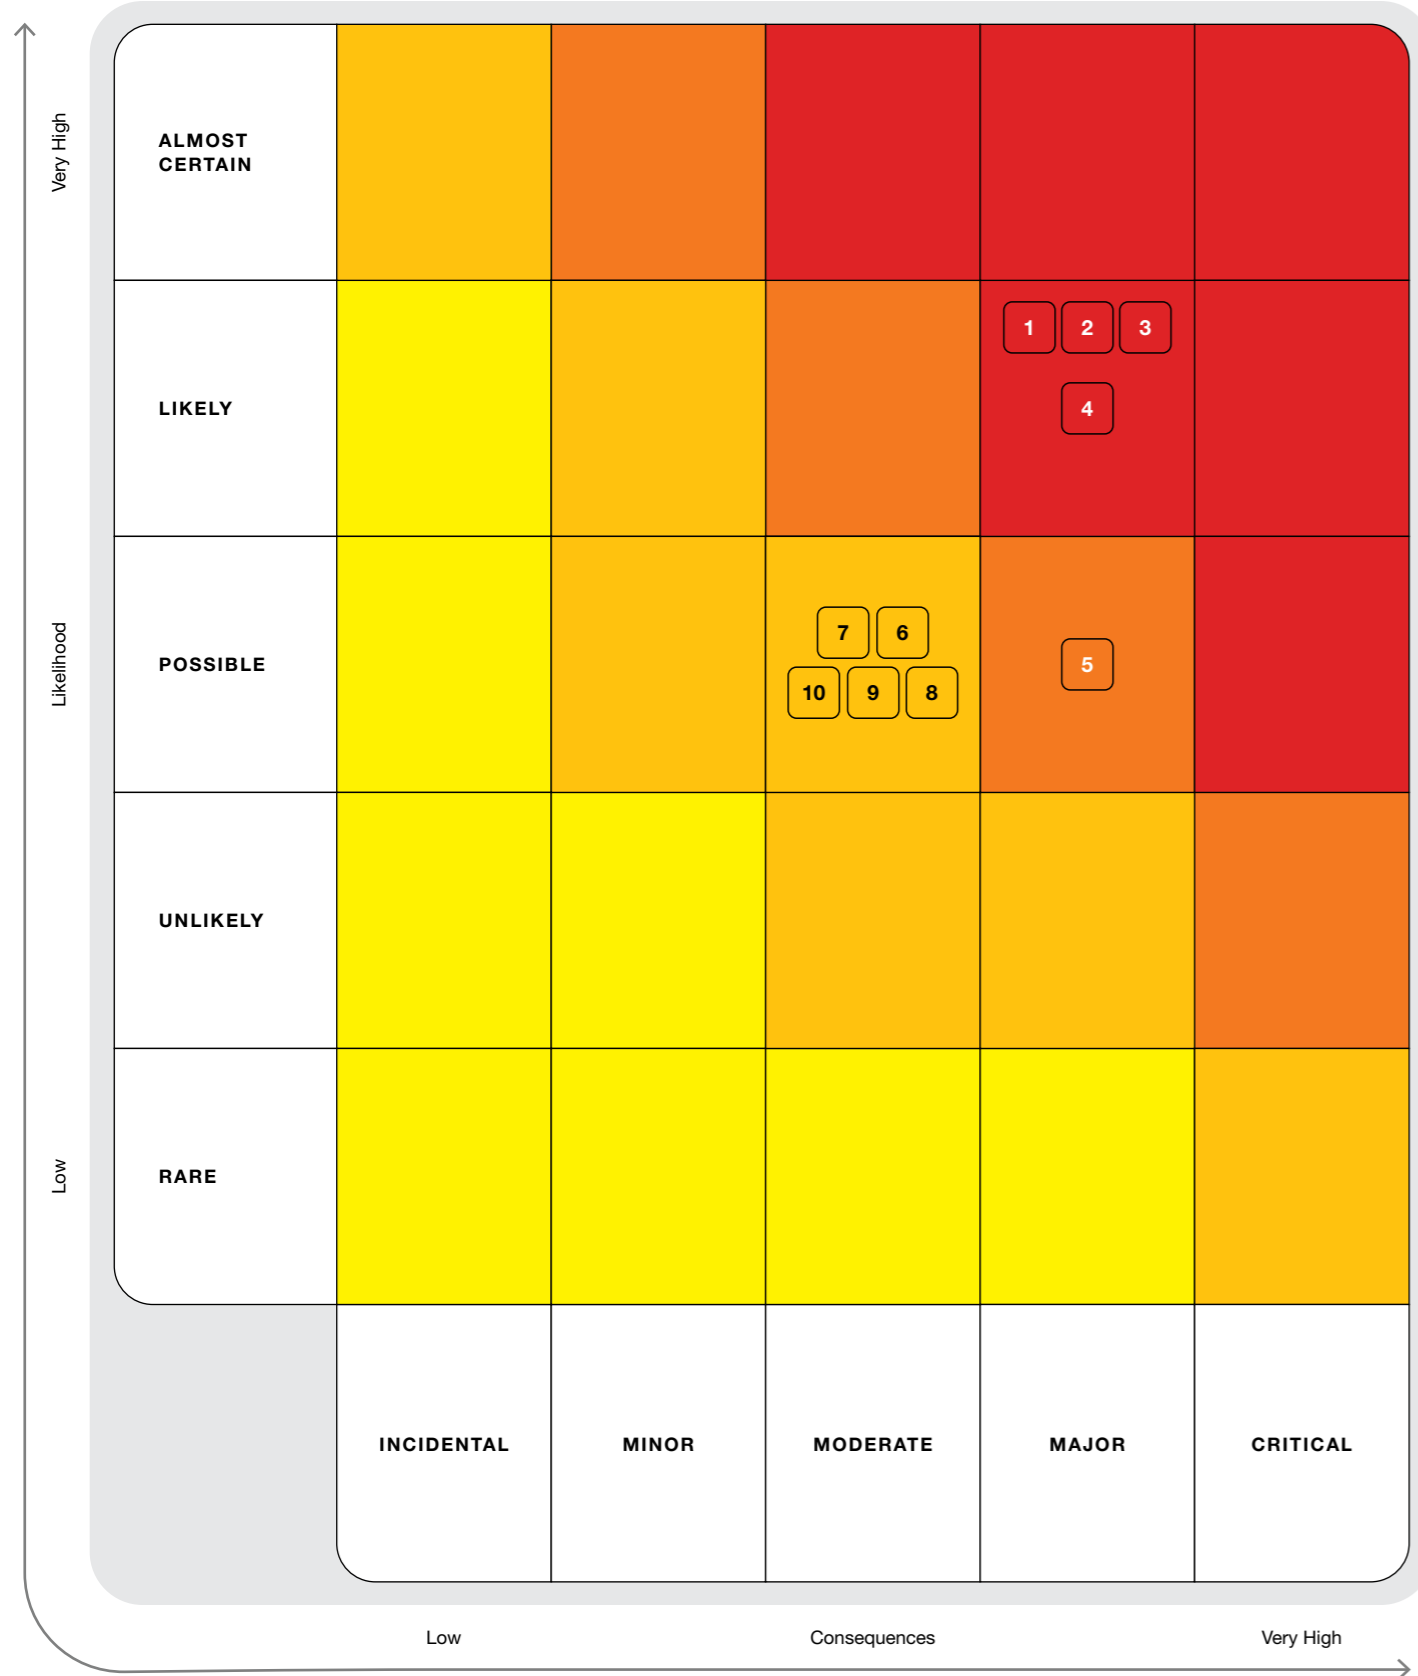 Very High
ALMOST
CERTAIN
1 2 3
LIKELY
4
Likelihood
7 6
POSSIBLE
5
10 9 8
UNLIKELY
Low
RARE
INCIDENTAL
MINOR
MODERATE
MAJOR
CRITICAL
Low
Consequences
Very High